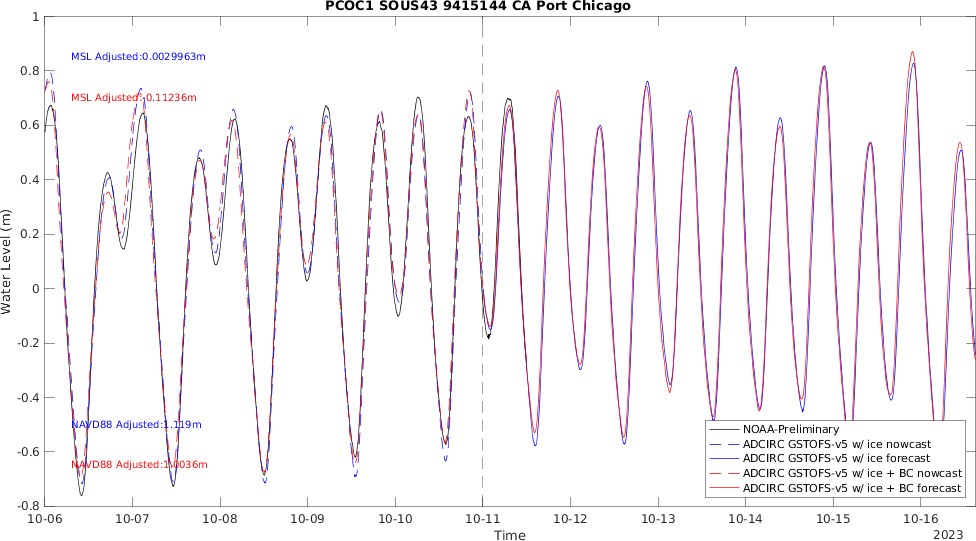 PCOC1 SOUS43 9415144 CA Port Chicago
1
0.8
0.6
0.4
0.2
0
-0.2
-0.4
-0.6
-0.8
Water Level (m)
MSL Adjusted:0.0029963m
MSL Adjusted:-0.11236m
NAVD88 Adjusted:1.119m
NAVD88 Adjusted:1.0036m
NOAA-Preliminary
ADCIRC GSTOFS-v5 w/ ice nowcast
ADCIRC GSTOFS-v5 w/ ice forecast
ADCIRC GSTOFS-v5 w/ ice + BC nowcast
ADCIRC GSTOFS-v5 w/ ice + BC forecast
10-06 10-07 10-08 10-09 10-10 10-11 10-12 10-13 10-14 10-15 10-16
Time
2023